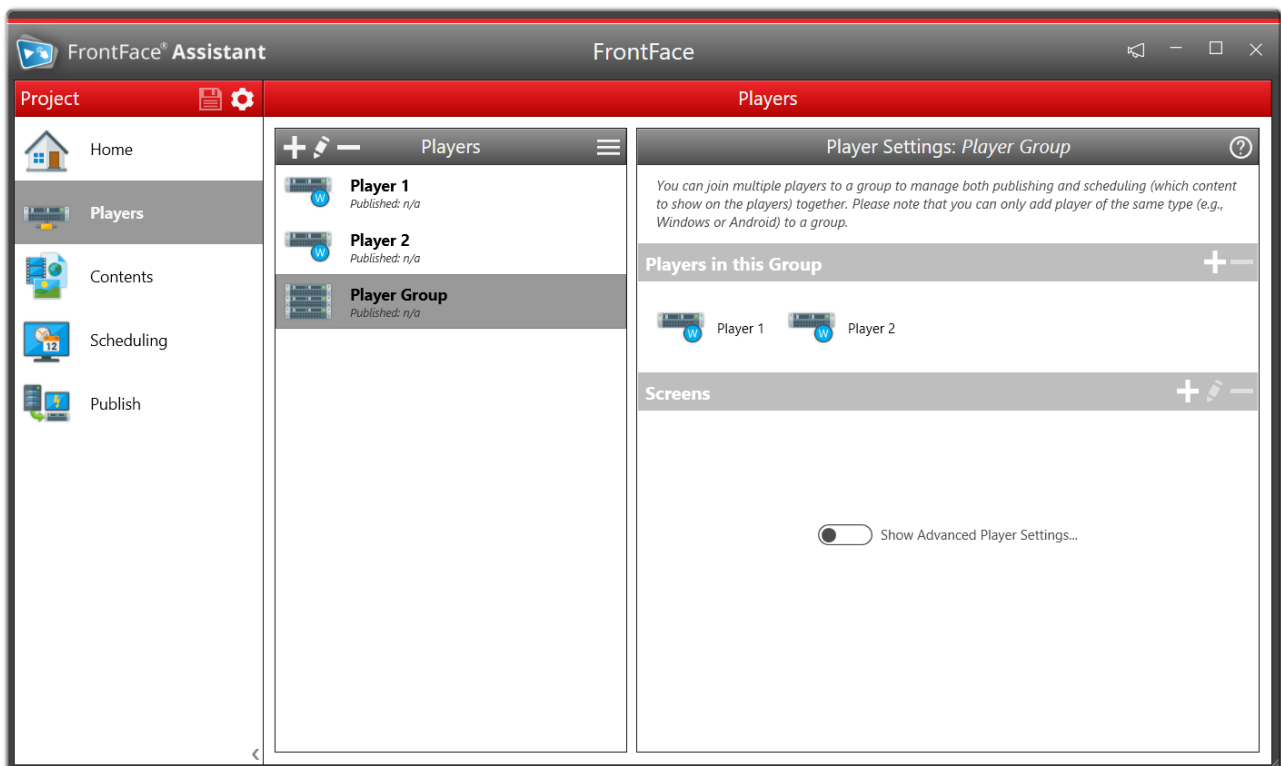 FrontFace® Assistant
FrontFace
Project
Players
Home
Players
Contents
Scheduling
12
Publish
Players
Player 1
Published: n/a
W
Player 2
Published: n/a
W
Player Group
Published: n/a
Player Settings: Player Group
You can join multiple players to a group to manage both publishing and scheduling (which content
to show on the players) together. Please note that you can only add player of the same type (e.g.,
Windows or Android) to a group.
Players in this Group
W Player 1 W Player 2
Screens
Show Advanced Player Settings...